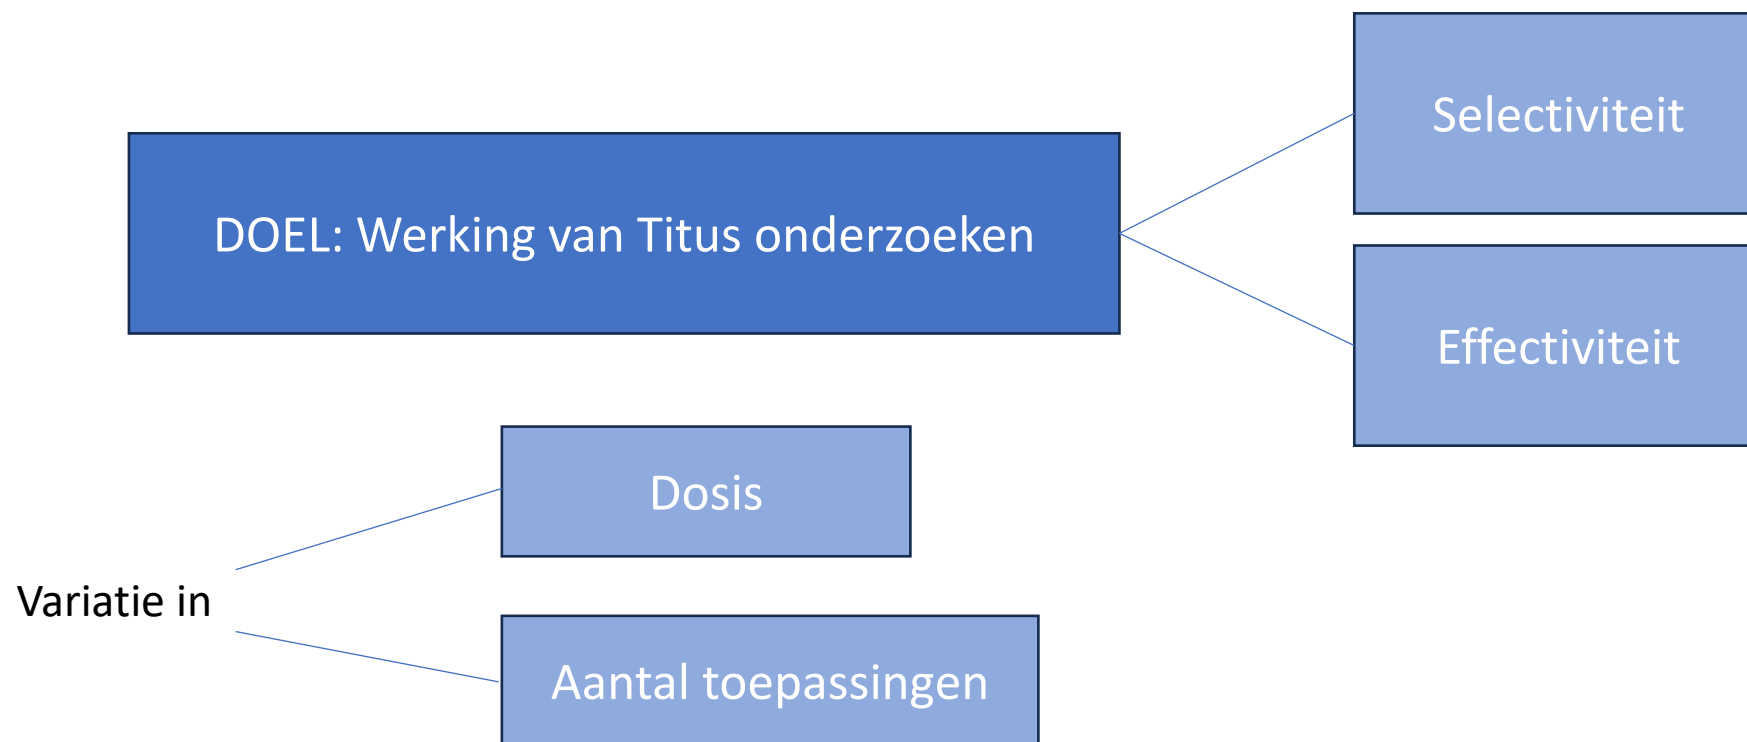 DOEL: Werking van Titus onderzoeken
Selectiviteit
Effectiviteit
Variatie in
Dosis
Aantal toepassingen